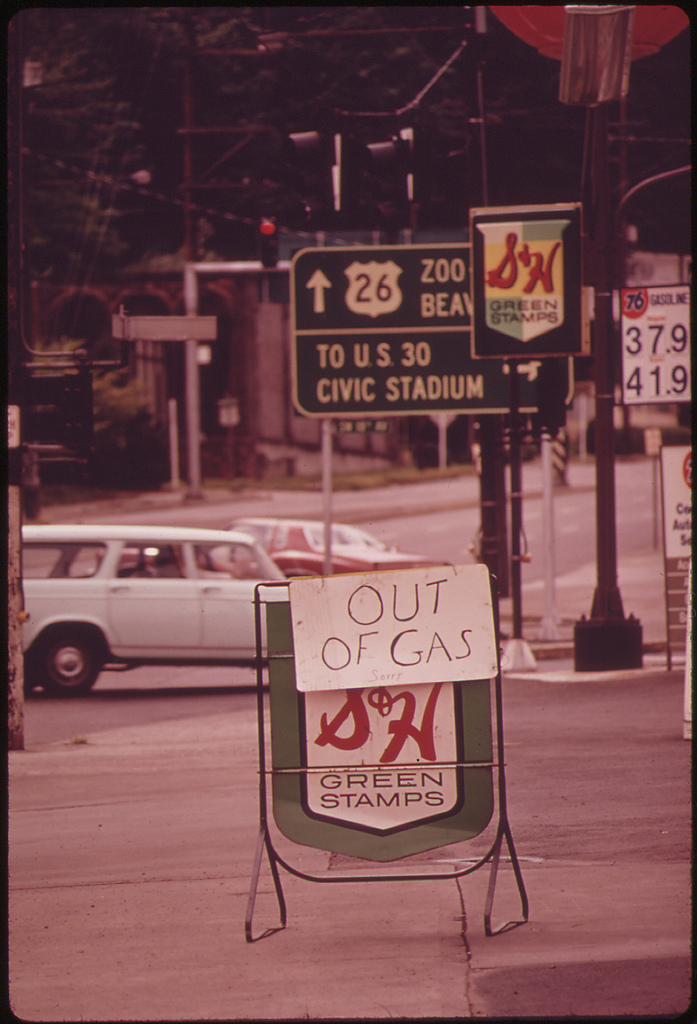 26
ZOO
BEAV
TO U.S. 30
CIVIC STADIUM
S&H
GREEN
STAMPS
76 GASOLINE
37.9
41.9
OUT
OF GAS
Sorry
S&H
GREEN
STAMPS